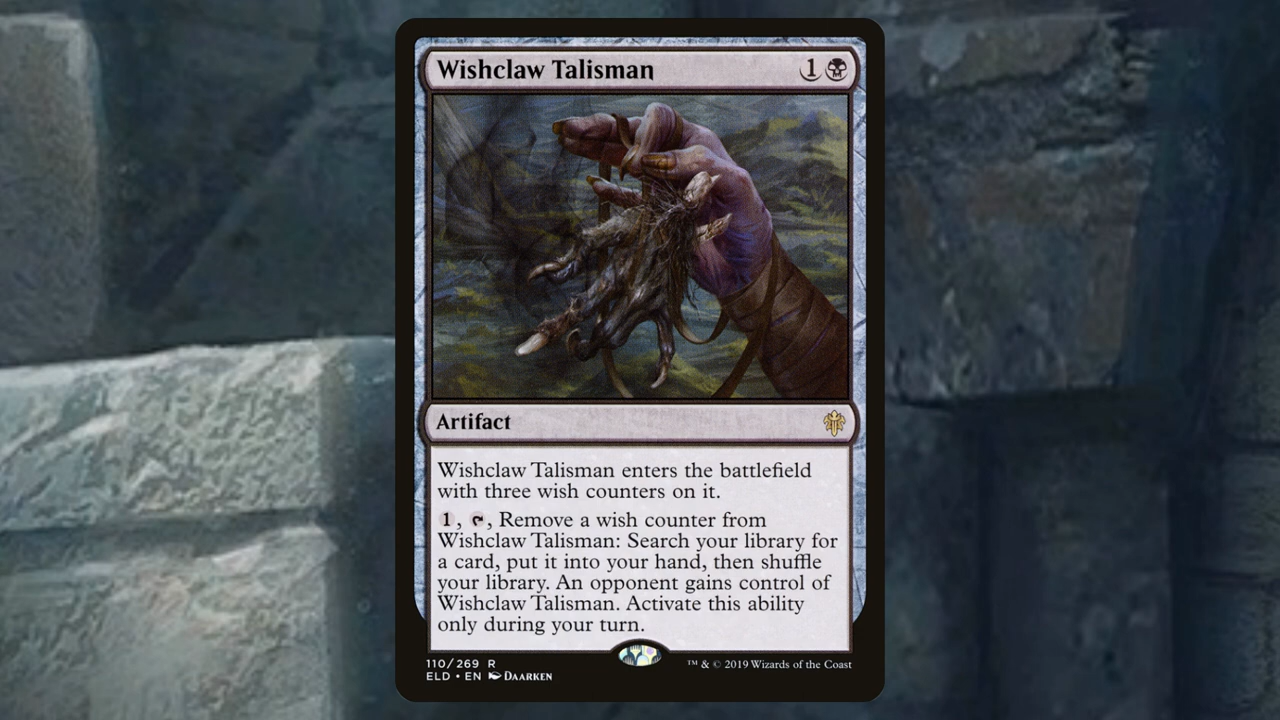 Wishclaw Talisman 1
Artifact
Wishclaw Talisman enters the battlefield
with three wish counters on it.
1, , Remove a wish counter from
Wishclaw Talisman: Search your library for
a card, put it into your hand, then shuffle
your library. An opponent gains control of
Wishclaw Talisman. Activate this ability
only during your turn.
110/269 R
ELD • EN DAARKEN
™ & © 2019 Wizards of the Coast